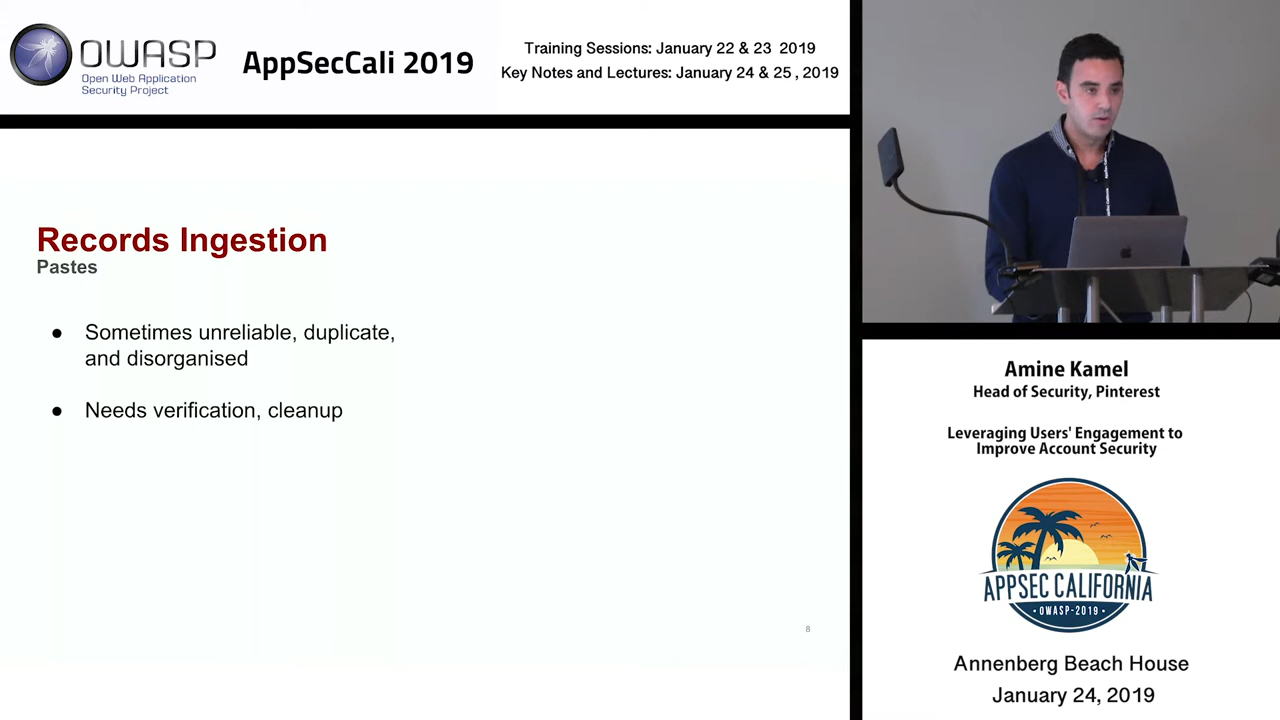 OWASP
Open Web Application
Security Project
AppSecCali 2019
Training Sessions: January 22 & 23 2019
Key Notes and Lectures: January 24 & 25 , 2019
Records Ingestion
Pastes
● Sometimes unreliable, duplicate,
and disorganised
● Needs verification, cleanup
8
Amine Kamel
Head of Security, Pinterest
Leveraging Users' Engagement to
Improve Account Security
APPSEC CALIFORNIA
· OWASP-2019 ·
Annenberg Beach House
January 24, 2019